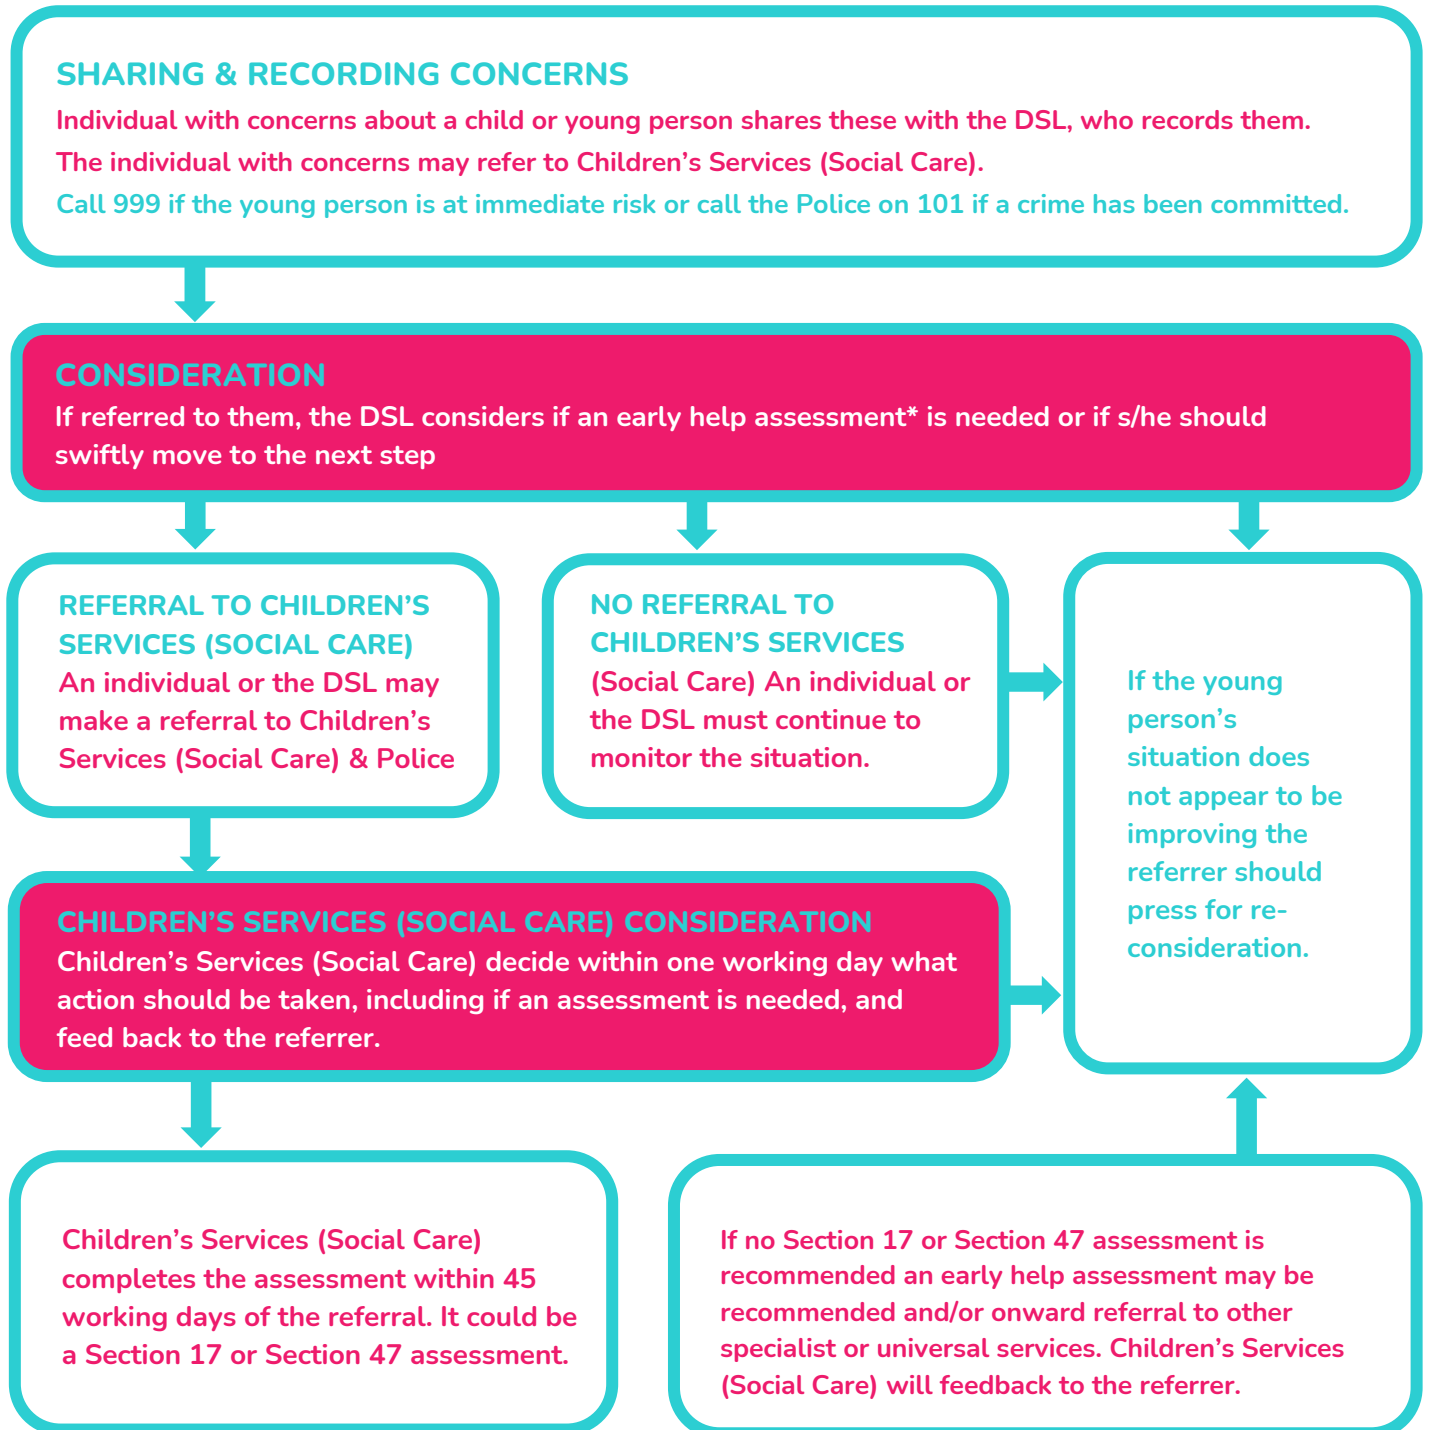 SHARING & RECORDING CONCERNS
Individual with concerns about a child or young person shares these with the DSL, who records them.
The individual with concerns may refer to Children’s Services (Social Care).
Call 999 if the young person is at immediate risk or call the Police on 101 if a crime has been committed.
CONSIDERATION
If referred to them, the DSL considers if an early help assessment* is needed or if s/he should
swiftly move to the next step
REFERRAL TO CHILDREN’S
SERVICES (SOCIAL CARE)
An individual or the DSL may
make a referral to Children’s
Services (Social Care) & Police
NO REFERRAL TO
CHILDREN’S SERVICES
(Social Care) An individual or
the DSL must continue to
monitor the situation.
If the young
person’s
situation does
not appear to be
improving the
referrer should
press for re-
consideration.
CHILDREN’S SERVICES (SOCIAL CARE) CONSIDERATION
Children’s Services (Social Care) decide within one working day what
action should be taken, including if an assessment is needed, and
feed back to the referrer.
Children’s Services (Social Care)
completes the assessment within 45
working days of the referral. It could be
a Section 17 or Section 47 assessment.
If no Section 17 or Section 47 assessment is
recommended an early help assessment may be
recommended and/or onward referral to other
specialist or universal services. Children’s Services
(Social Care) will feedback to the referrer.